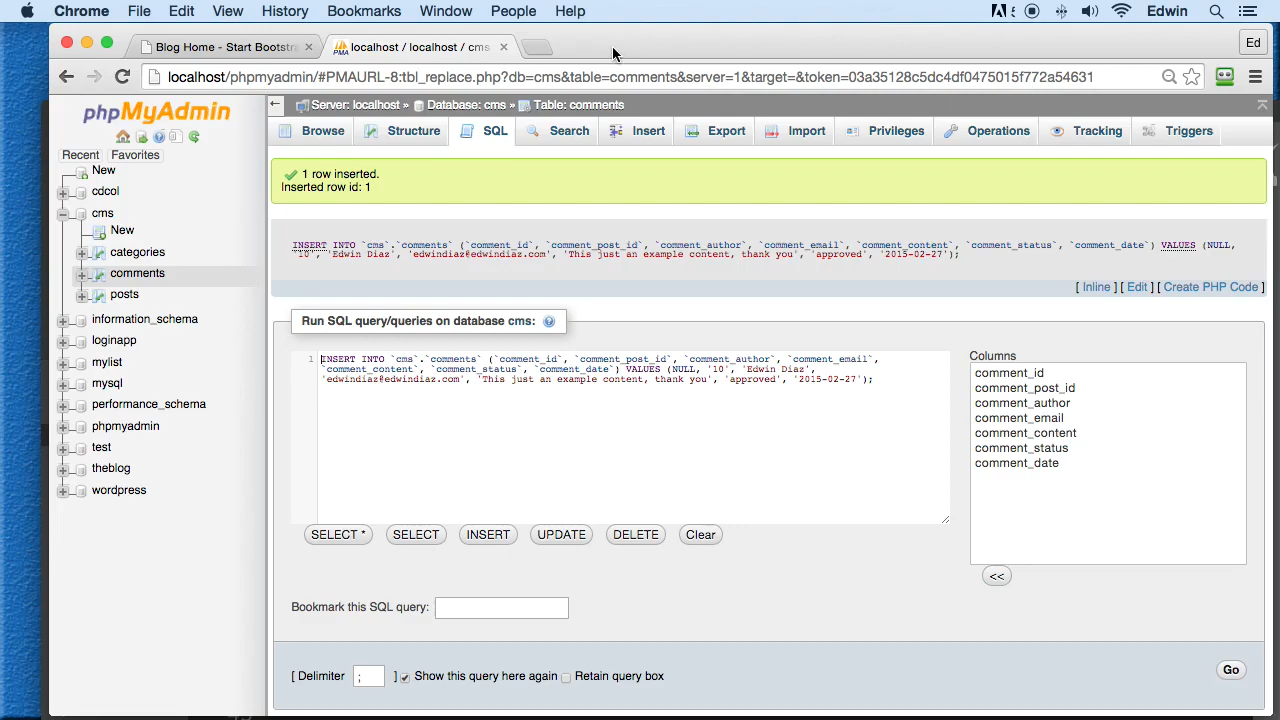 Chrome File Edit View History Bookmarks Window People Help Edwin
Blog Home - Start Bootstra localhost / localhost / cms Ed
localhost/phpmyadmin/#PMAURL-8:tbl_replace.php?db=cms&table=comments&server=1&target=&token=03a35128c5dc4df0475015f772a54631
phpMyAdmin
Server: localhost » Database: cms » Table: comments
Browse Structure SQL Search Insert Export Import Privileges Operations Tracking Triggers
Recent Favorites
New
cdcol
cms
New
categories
comments
posts
information_schema
loginapp
mylist
mysql
performance_schema
phpmyadmin
test
theblog
wordpress
1 row inserted.
Inserted row id: 1
INSERT INTO `cms`.`comments` (`comment_id`, `comment_post_id`, `comment_author`, `comment_email`, `comment_content`, `comment_status`, `comment_date`) VALUES (NULL,
'10', 'Edwin Diaz', 'edwindiaz@edwindiaz.com', 'This just an example content, thank you', 'approved', '2015-02-27');
[ Inline ] [ Edit ] [ Create PHP Code ]
Run SQL query/queries on database cms:
1 INSERT INTO `cms`.`comments` (`comment_id`, `comment_post_id`, `comment_author`, `comment_email`,
`comment_content`, `comment_status`, `comment_date`) VALUES (NULL, '10', 'Edwin Diaz',
'edwindiaz@edwindiaz.com', 'This just an example content, thank you', 'approved', '2015-02-27');
Columns
comment_id
comment_post_id
comment_author
comment_email
comment_content
comment_status
comment_date
SELECT * SELECT INSERT UPDATE DELETE Clear
<<
Bookmark this SQL query:
[ Delimiter ; ] Show this query here again Retain query box
Go